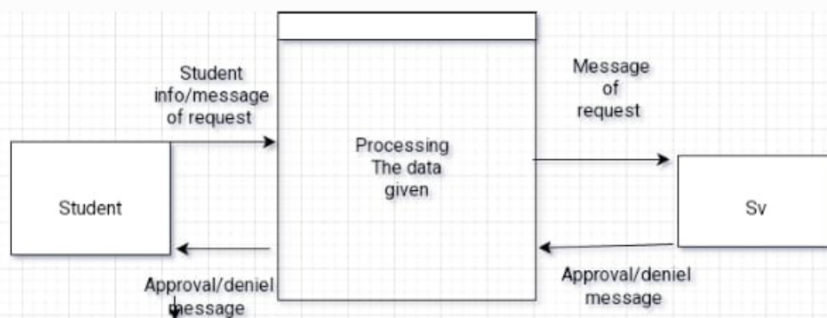 Student
info/message
of request
Message
of
request
Processing
The data
given
Student
Sv
Approval/deniel
message
Approval/deniel
message